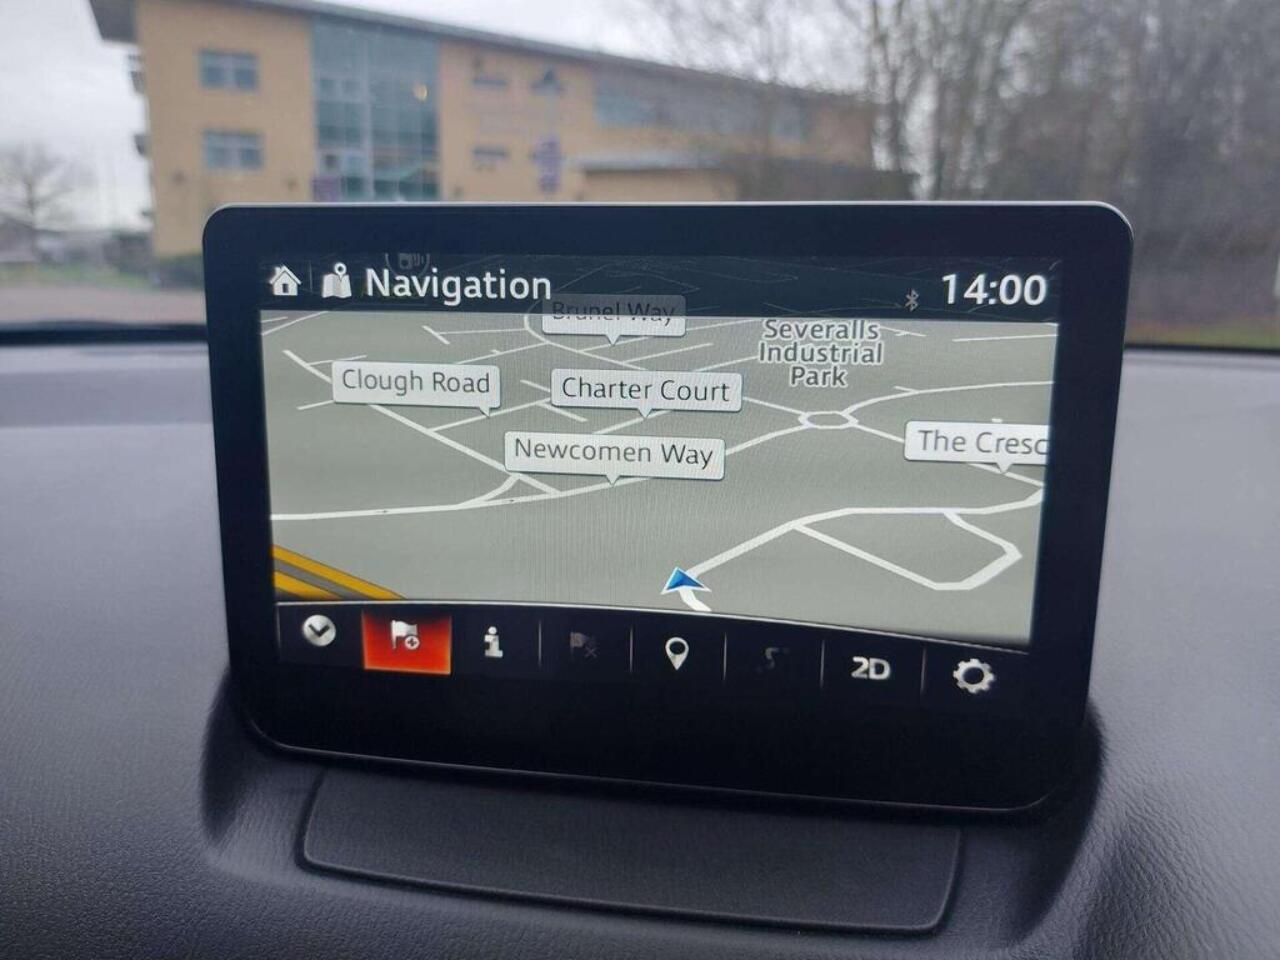 Navigation
14:00
Brunel Way
Severalls
Industrial
Park
Clough Road
Charter Court
The Cresc
Newcomen Way
2D